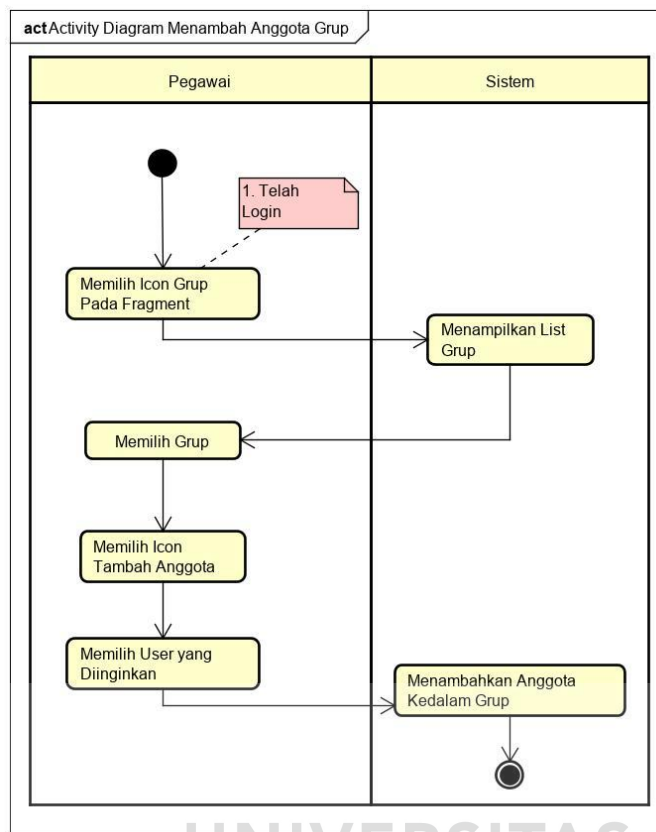 act Activity Diagram Menambah Anggota Grup
Pegawai
Sistem
1. Telah
Login
Memilih Icon Grup
Pada Fragment
Menampilkan List
Grup
Memilih Grup
Memilih Icon
Tambah Anggota
Memilih User yang
Diinginkan
Menambahkan Anggota
Kedalam Grup
UNIVERSITAS